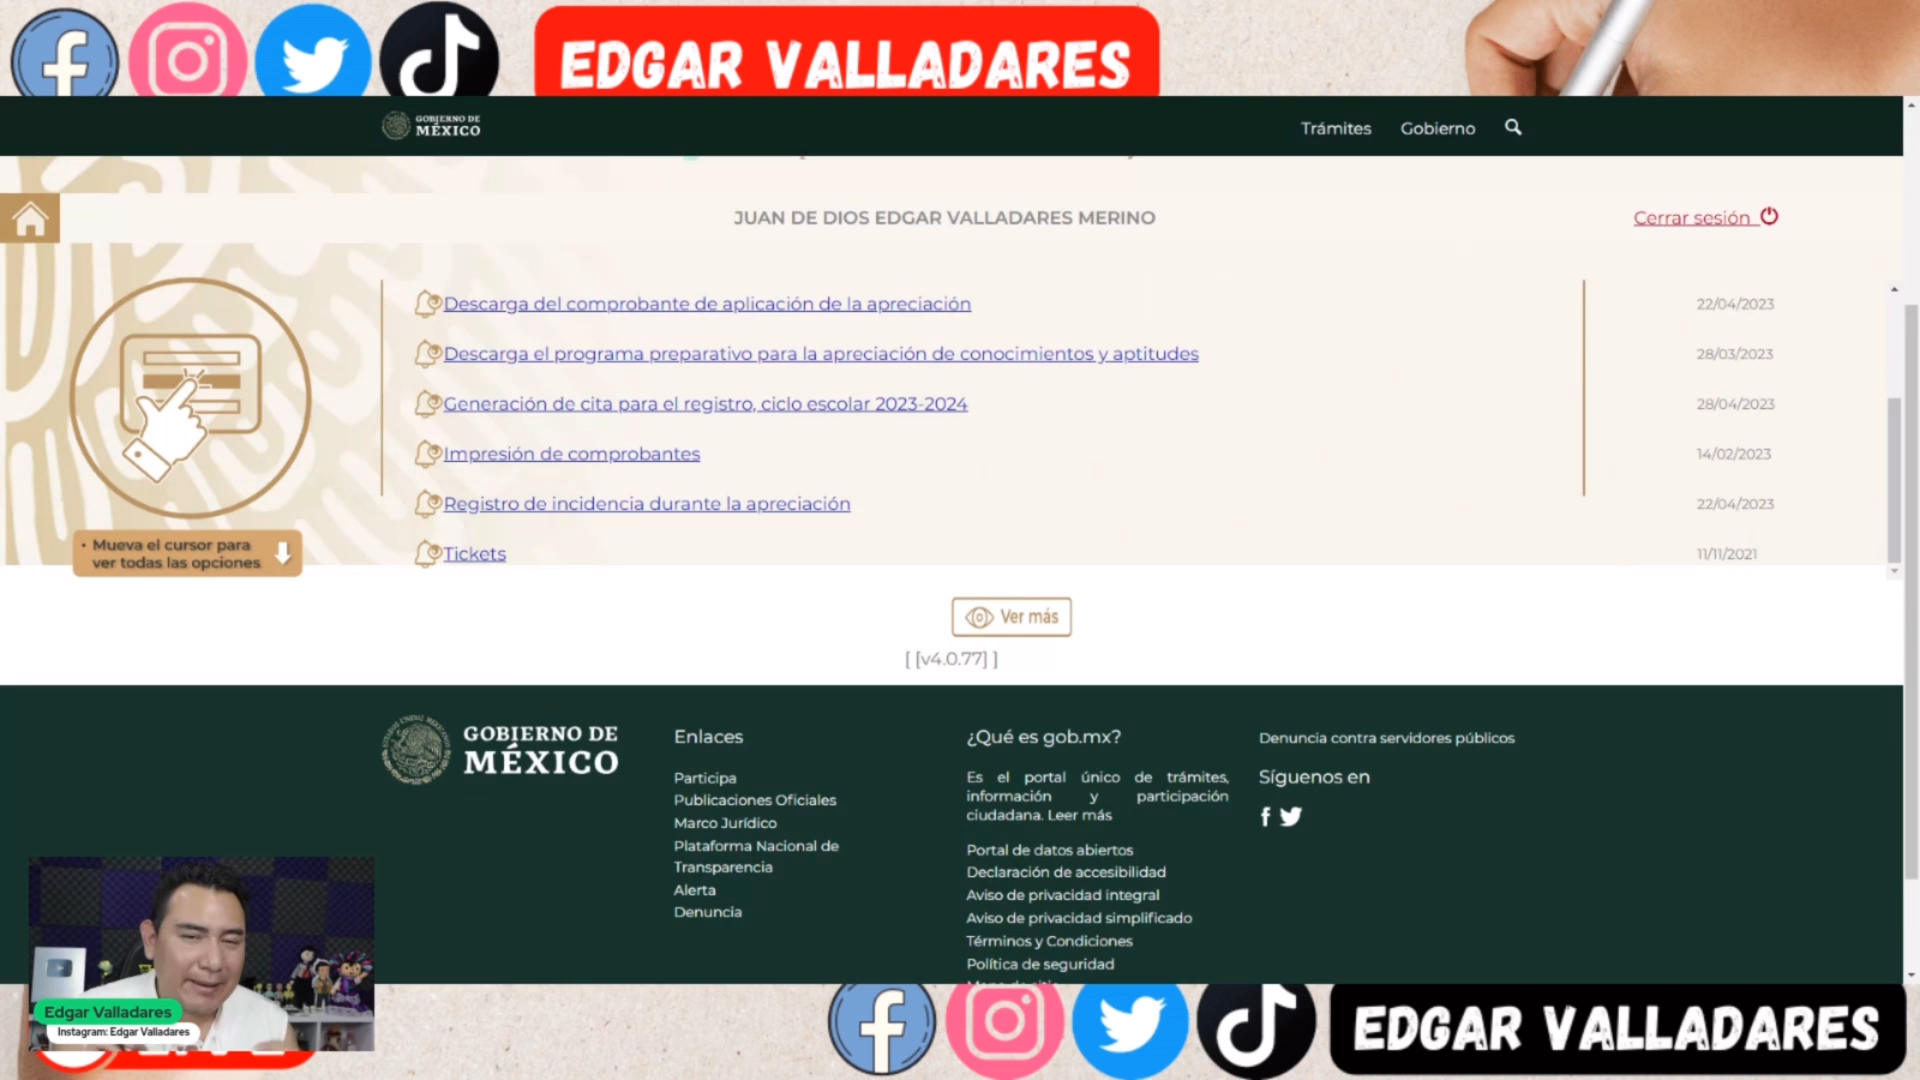 EDGAR VALLADARES
GOBIERNO DE
MÉXICO
Trámites
Gobierno
JUAN DE DIOS EDGAR VALLADARES MERINO
Cerrar sesión
Descarga del comprobante de aplicación de la apreciación
22/04/2023
Descarga el programa preparativo para la apreciación de conocimientos y aptitudes
28/03/2023
Generación de cita para el registro, ciclo escolar 2023-2024
28/04/2023
Impresión de comprobantes
14/02/2023
Registro de incidencia durante la apreciación
22/04/2023
Tickets
11/11/2021
• Mueva el cursor para
ver todas las opciones
Ver más
[ [v4.0.77] ]
GOBIERNO DE
MÉXICO
Enlaces
Participa
Publicaciones Oficiales
Marco Jurídico
Plataforma Nacional de
Transparencia
Alerta
Denuncia
¿Qué es gob.mx?
Es el portal único de trámites,
información y participación
ciudadana. Leer más
Portal de datos abiertos
Declaración de accesibilidad
Aviso de privacidad integral
Aviso de privacidad simplificado
Términos y Condiciones
Política de seguridad
Denuncia contra servidores públicos
Síguenos en
Edgar Valladares
Instagram: Edgar Valladares
EDGAR VALLADARES